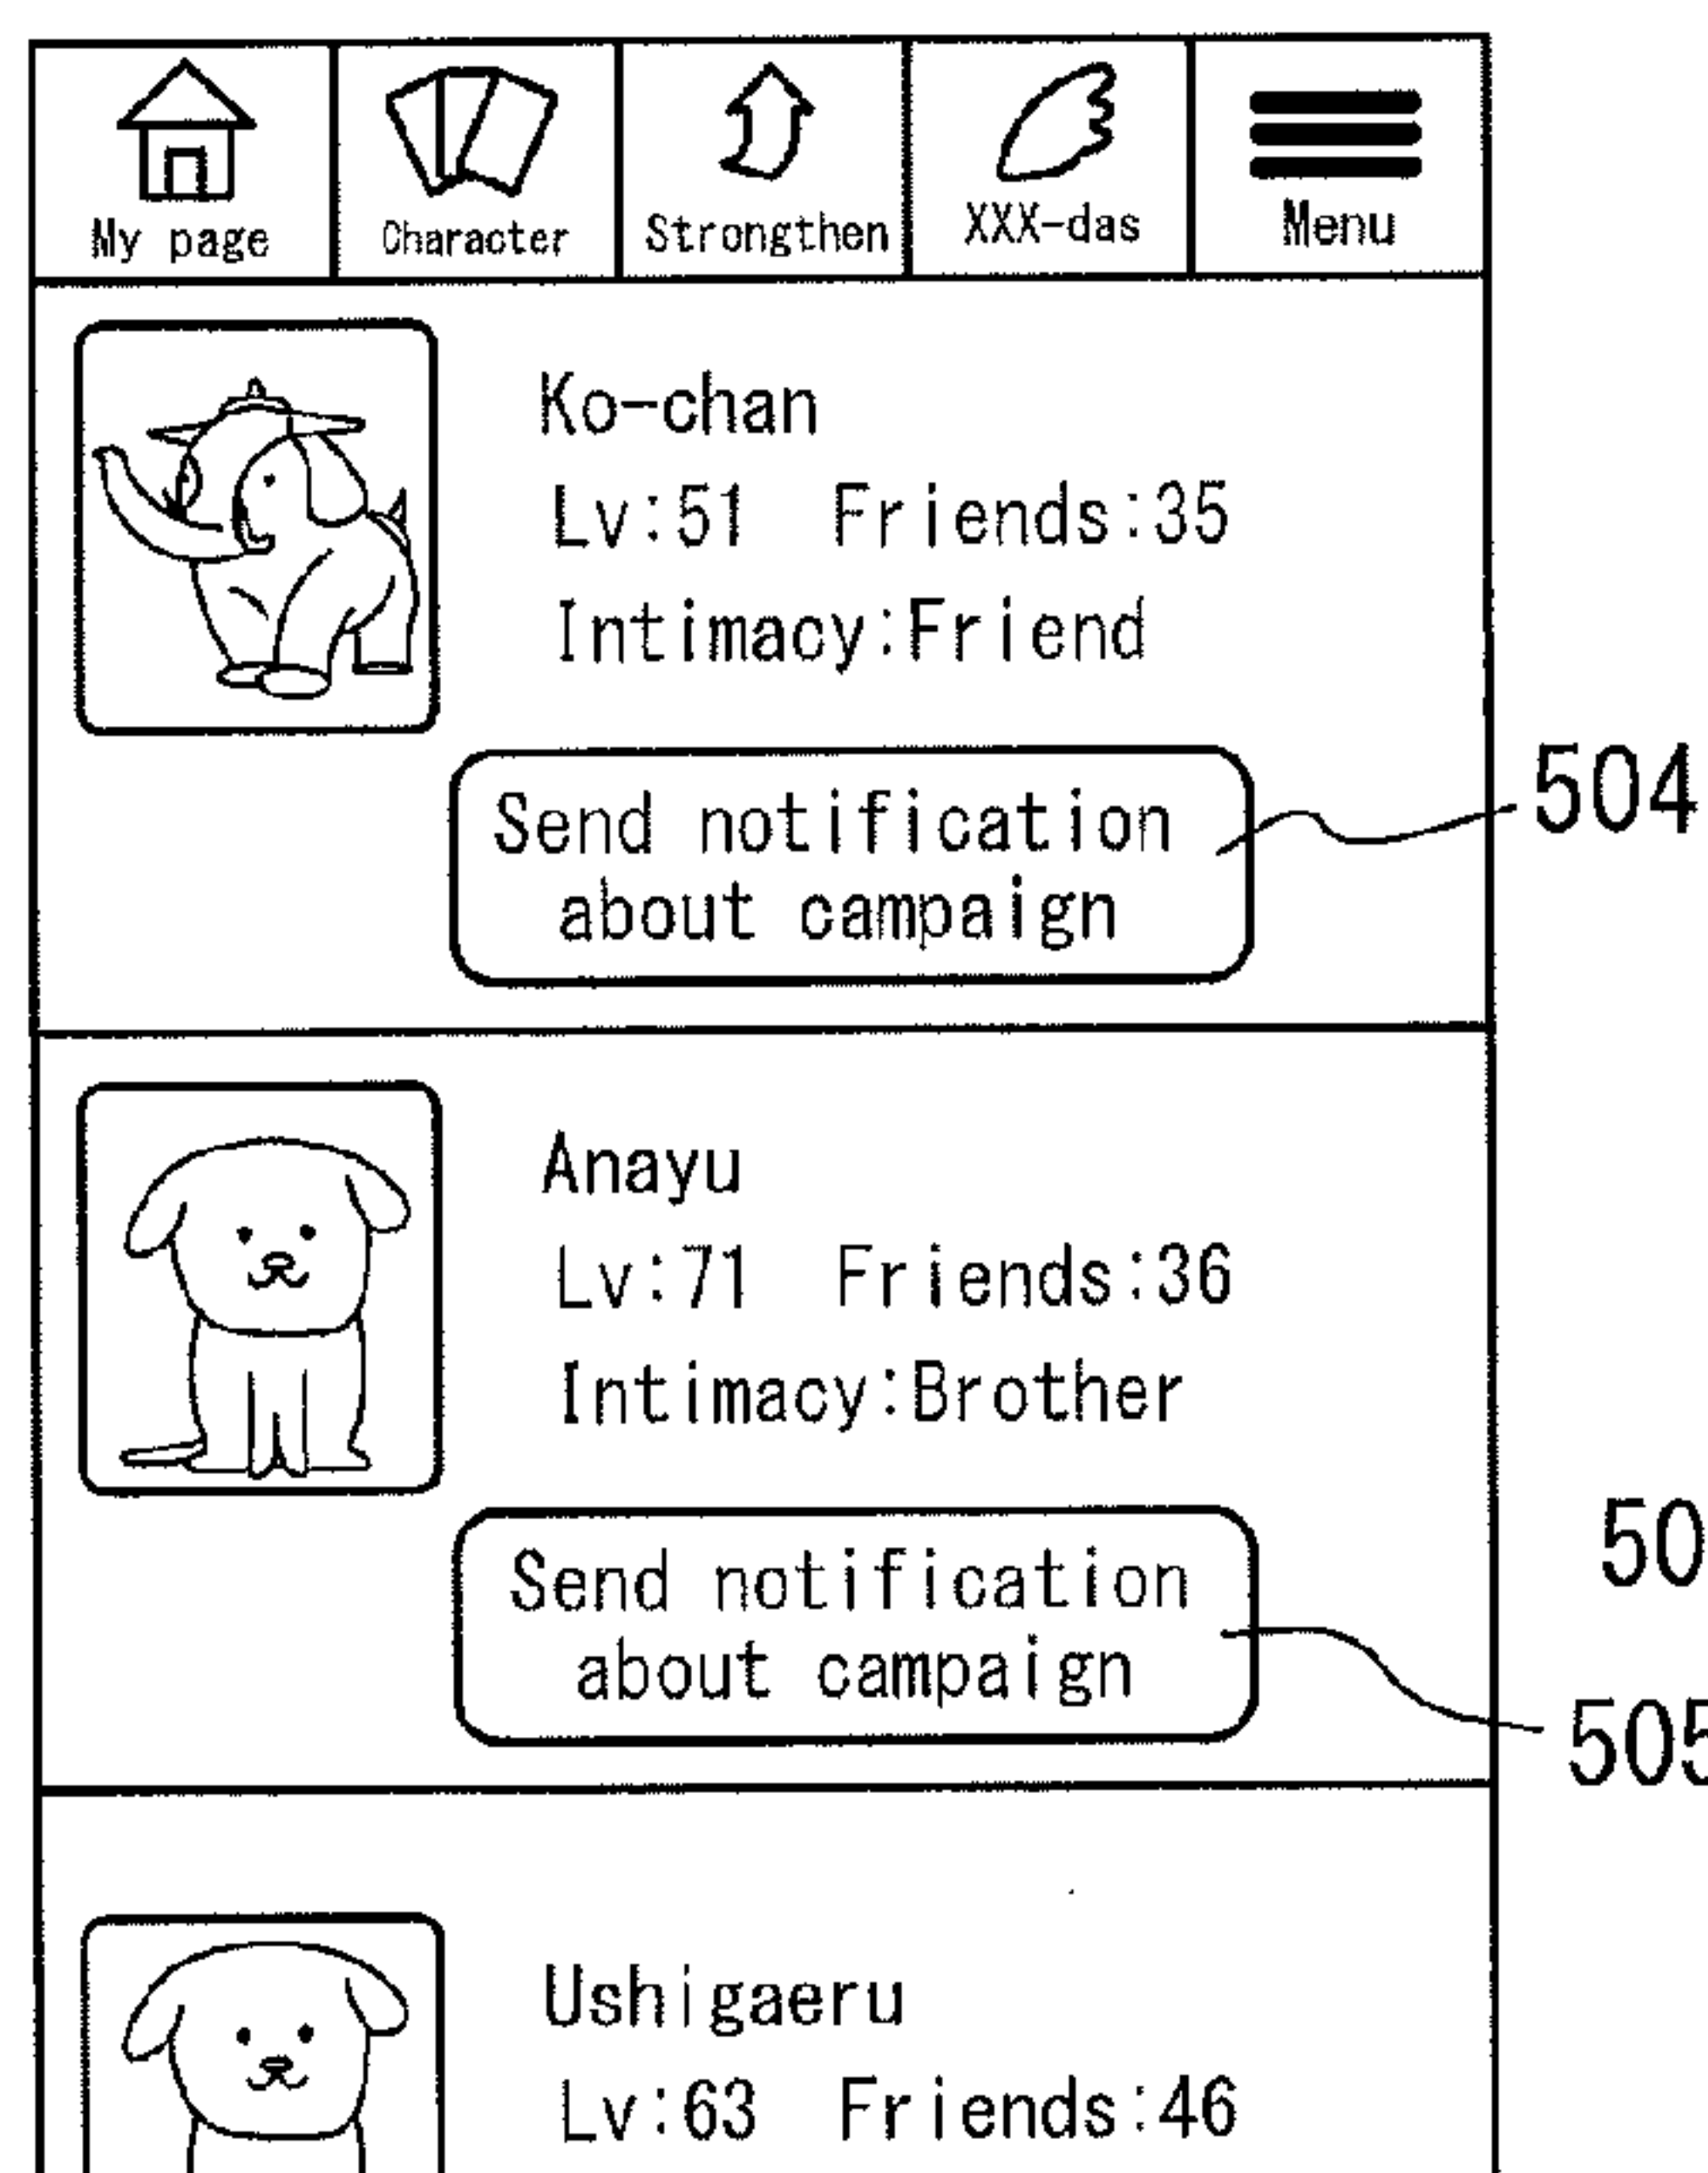 My page
Character
Strongthen
XXX-das
Menu
Ko-chan
Lv:51 Friends:35
Intimacy:Friend
Send notification
about campaign
504
Anayu
Lv:71 Friends:36
Intimacy:Brother
50
Send notification
about campaign
505
Ushigaeru
Lv:63 Friends:46